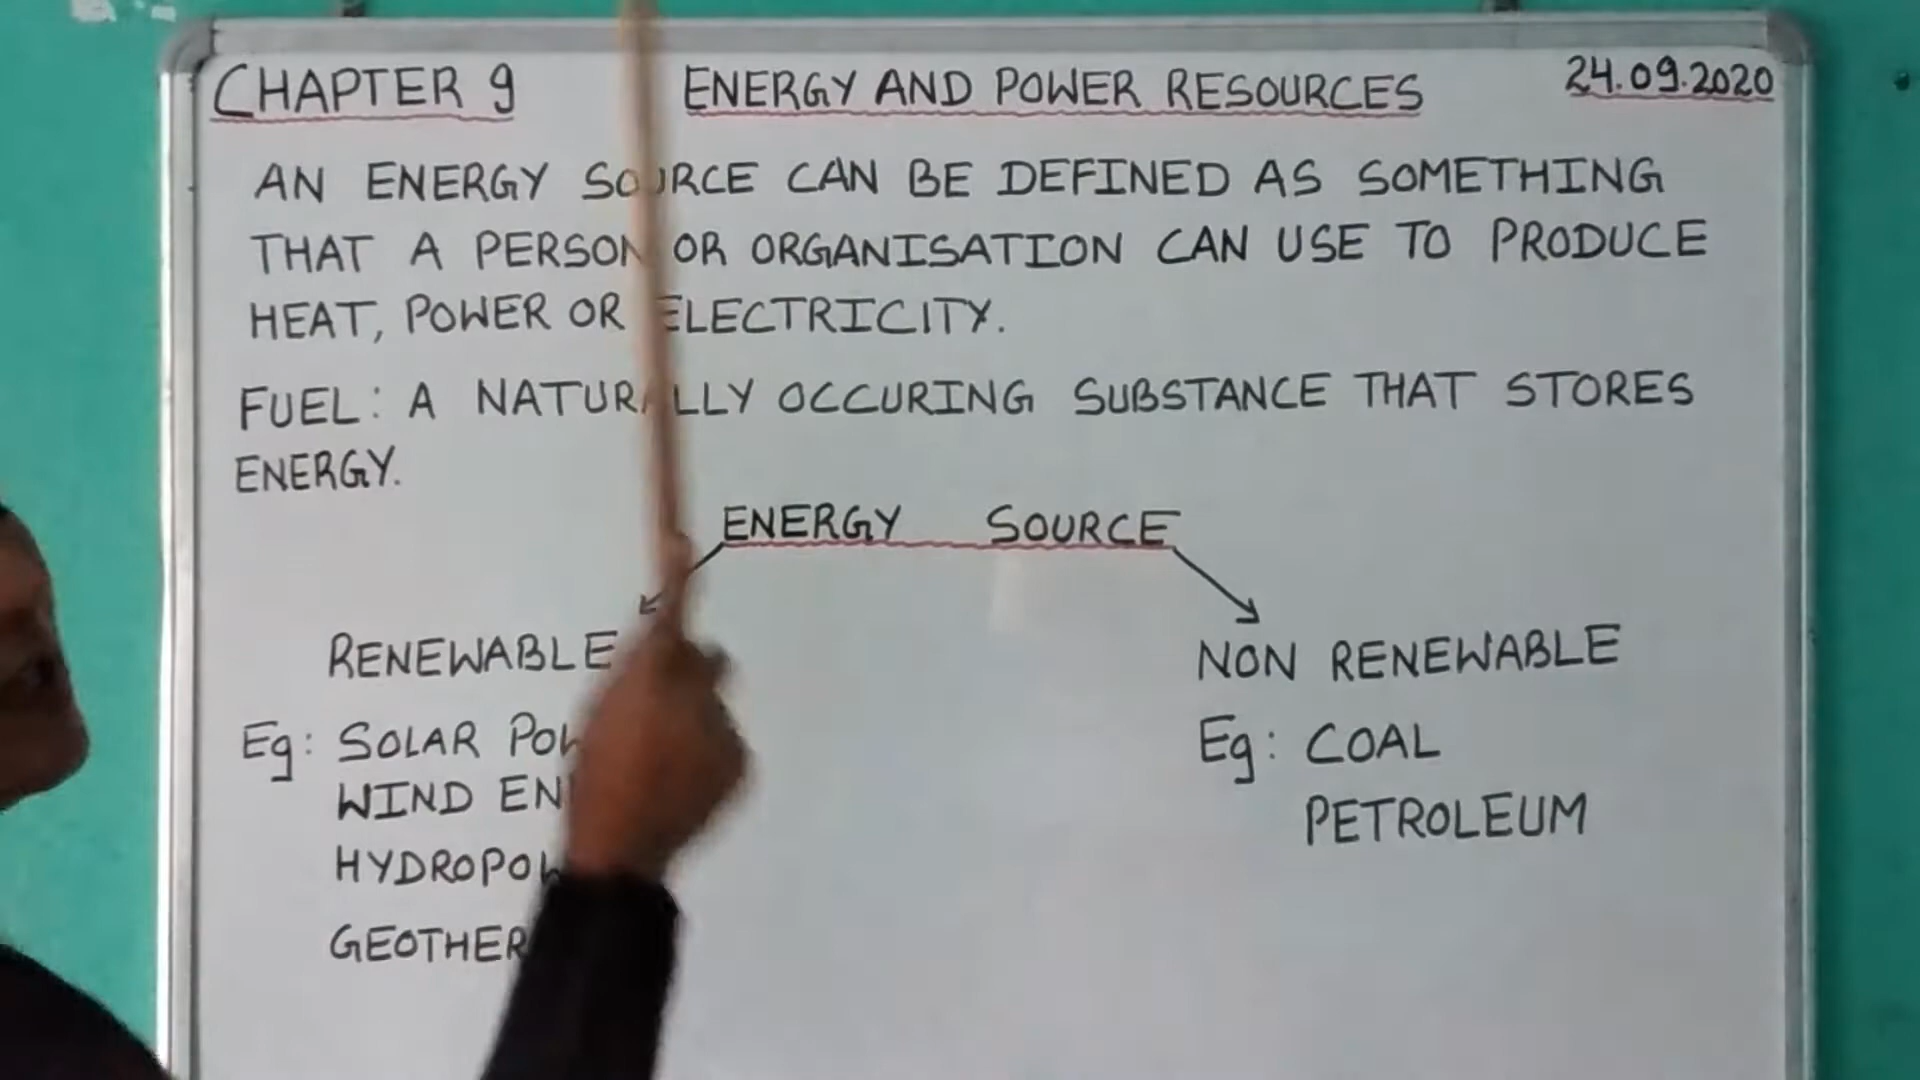 CHAPTER 9 ENERGY AND POWER RESOURCES 24.09.2020
AN ENERGY SOURCE CAN BE DEFINED AS SOMETHING
THAT A PERSON OR ORGANISATION CAN USE TO PRODUCE
HEAT, POWER OR ELECTRICITY.
FUEL: A NATURALLY OCCURING SUBSTANCE THAT STORES
ENERGY.
ENERGY SOURCE
RENEWABLE NON RENEWABLE
Eg: SOLAR Eg: COAL
WIND PETROLEUM